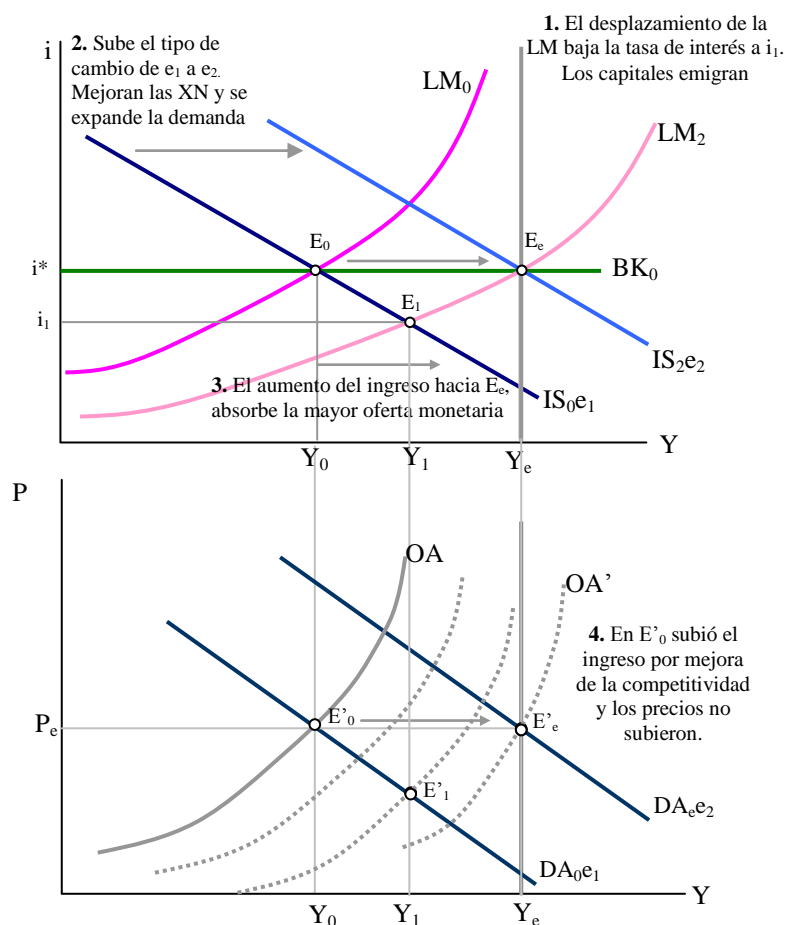 1. El desplazamiento de la
LM baja la tasa de interés a i₁.
Los capitales emigran
2. Sube el tipo de
cambio de e₁ a e₂.
Mejoran las XN y se
expande la demanda
i
LM₀
LM₂
E₀
Eₑ
i*
BK₀
E₁
i₁
IS₂e₂
3. El aumento del ingreso hacia Eₑ,
absorbe la mayor oferta monetaria
IS₀e₁
Y
Y₀
Y₁
Yₑ
P
OA
OA’
4. En E’₀ subió el
ingreso por mejora
de la competitividad
y los precios no
subieron.
Pₑ
E’₀
E’ₑ
E’₁
DAₑe₂
DA₀e₁
Y
Y₀
Y₁
Yₑ